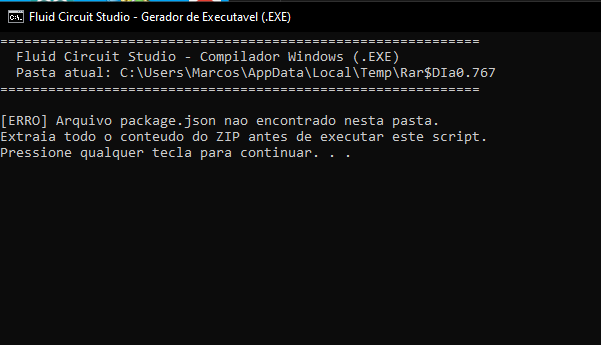 Fluid Circuit Studio - Gerador de Executavel (.EXE)
============================================================
Fluid Circuit Studio - Compilador Windows (.EXE)
Pasta atual: C:\Users\Marcos\AppData\Local\Temp\Rar$DIa0.767
============================================================
[ERRO] Arquivo package.json nao encontrado nesta pasta.
Extraia todo o conteudo do ZIP antes de executar este script.
Pressione qualquer tecla para continuar. . .